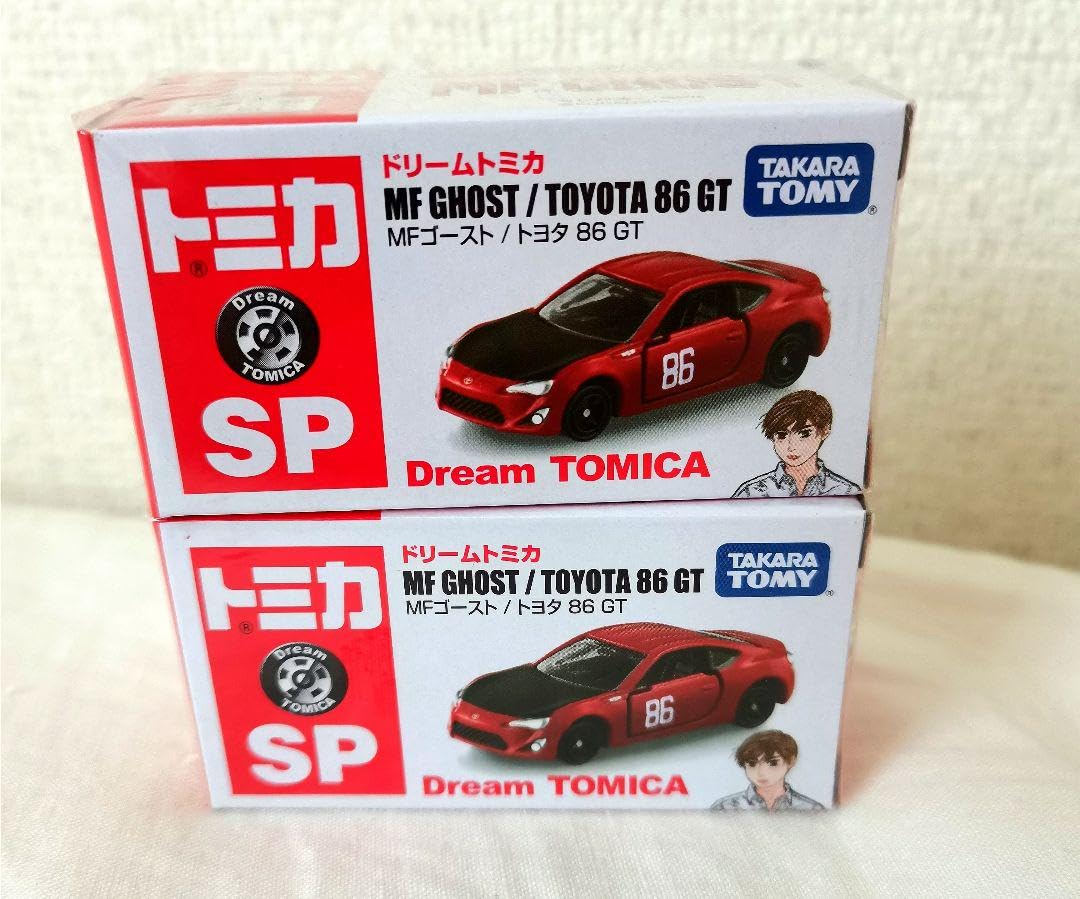 トミカ
®
Dream
TOMICA
SP
ドリームトミカ
MF GHOST / TOYOTA 86 GT
MFゴースト / トヨタ 86 GT
TAKARA
TOMY
®
86
Dream TOMICA
トミカ
®
Dream
TOMICA
SP
ドリームトミカ
MF GHOST / TOYOTA 86 GT
MFゴースト / トヨタ 86 GT
TAKARA
TOMY
®
86
Dream TOMICA